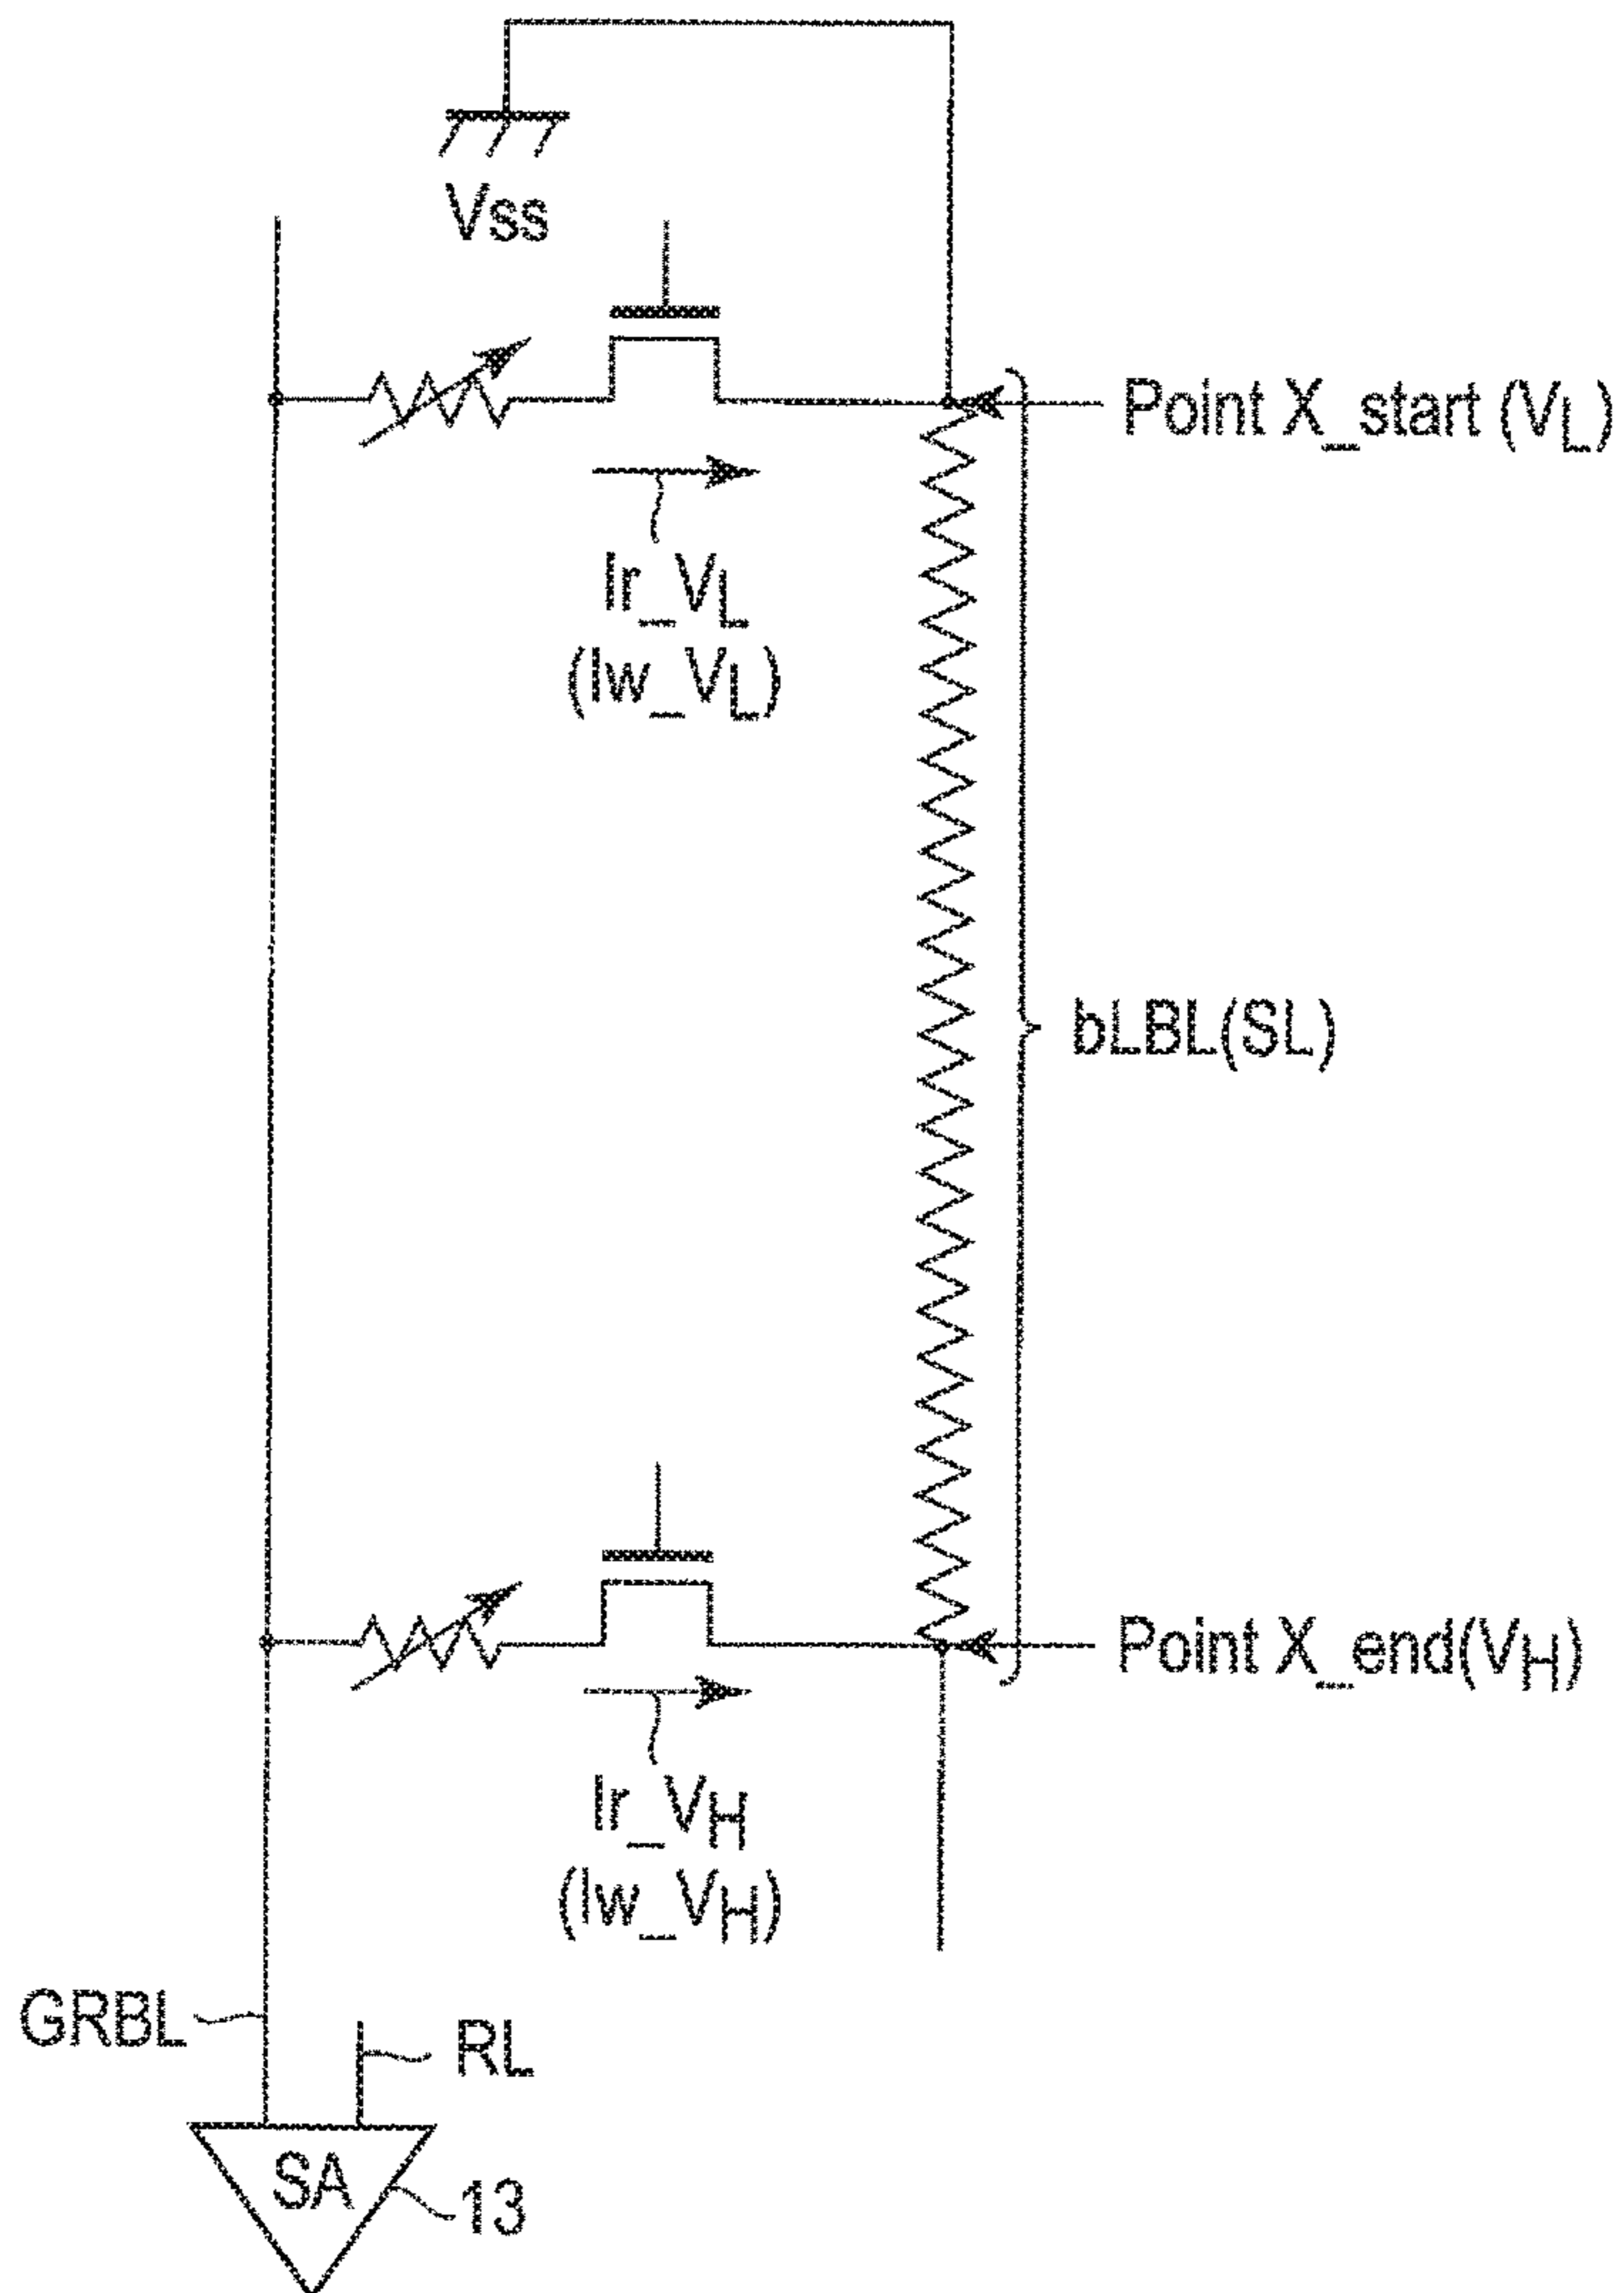 Vss
Point X_start (VL)
Ir_VL
(Iw_VL)
bLBL(SL)
Point X_end(VH)
Ir_VH
(Iw_VH)
GRBL
RL
SA
13